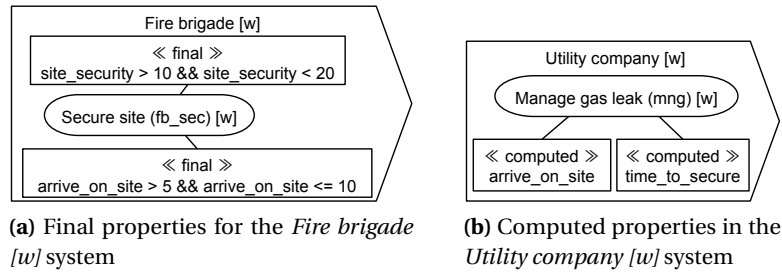 Fire brigade [w]
≪ final ≫
site_security > 10 && site_security < 20
Secure site (fb_sec) [w]
≪ final ≫
arrive_on_site > 5 && arrive_on_site <= 10
(a) Final properties for the Fire brigade
[w] system
Utility company [w]
Manage gas leak (mng) [w]
≪ computed ≫
arrive_on_site
≪ computed ≫
time_to_secure
(b) Computed properties in the
Utility company [w] system